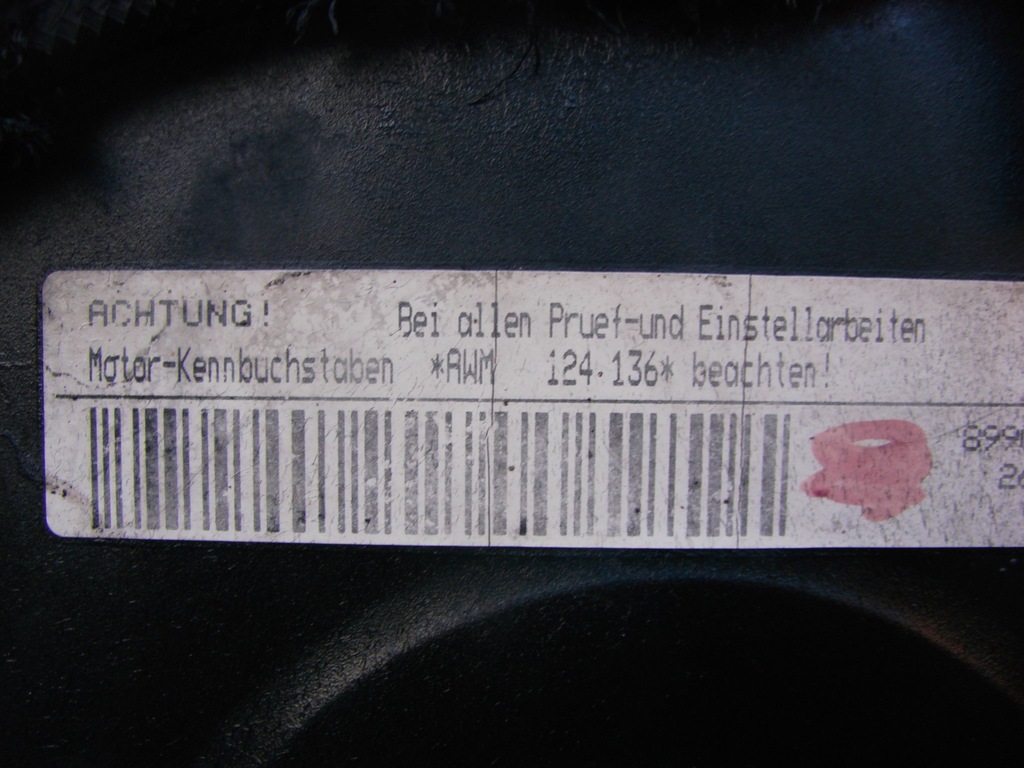 ACHTUNG! Bei allen Pruef-und Einstellarbeiten
Motor-Kennbuchstaben *AWM 124.136* beachten!